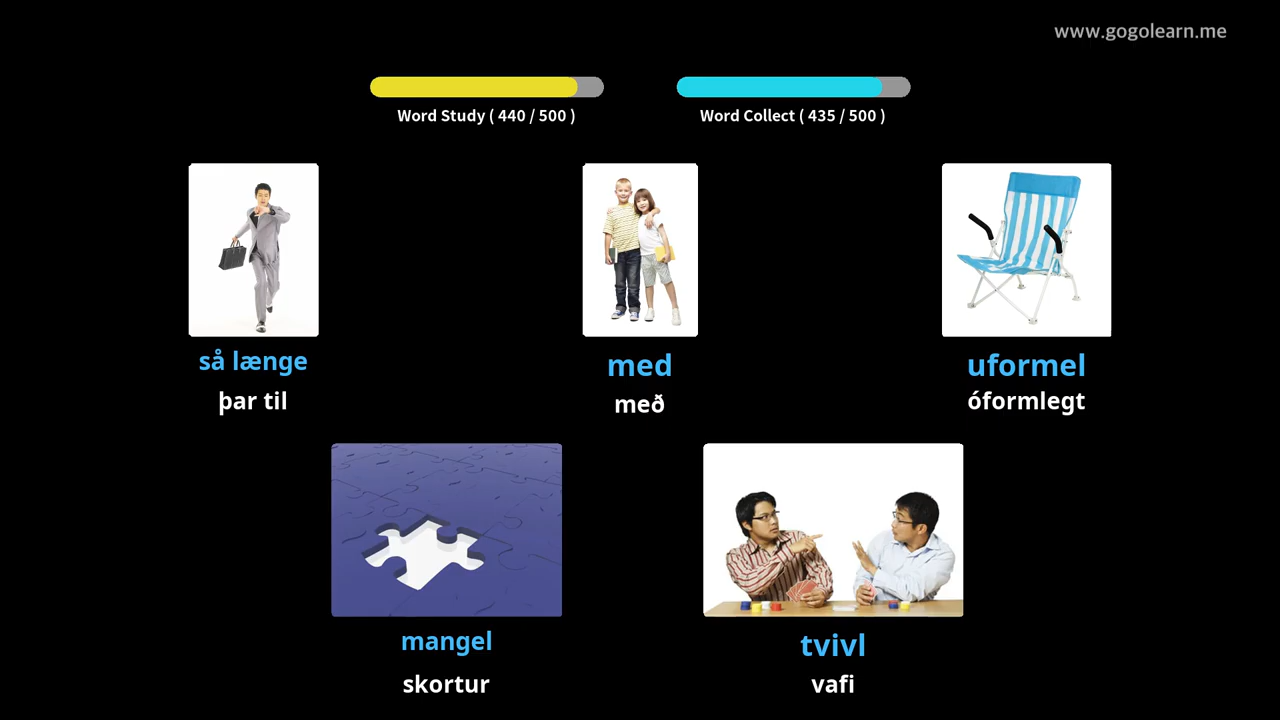 www.gogolearn.me
Word Study ( 440 / 500 )
Word Collect ( 435 / 500 )
så længe
þar til
med
með
uformel
óformlegt
mangel
skortur
tvivl
vafi